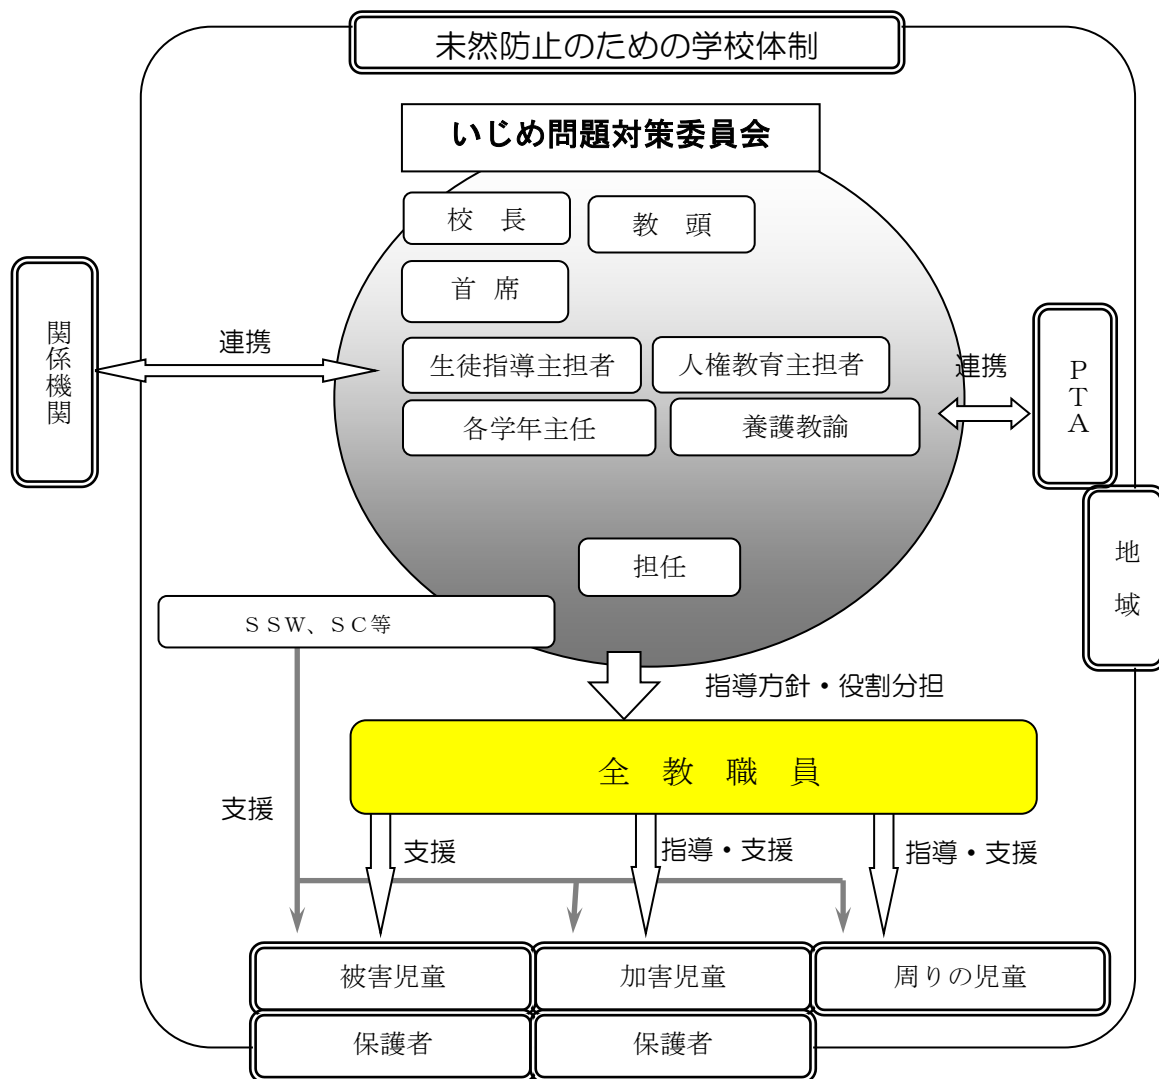 未然防止のための学校体制
いじめ問題対策委員会
校　長
教　頭
首　席
生徒指導主担者
人権教育主担者
各学年主任
養護教諭
担任
ＳＳＷ、ＳＣ等
関係機関
連携
連携
ＰＴＡ
地域
指導方針・役割分担
全　教　職　員
支援
支援
指導・支援
指導・支援
被害児童
加害児童
周りの児童
保護者
保護者